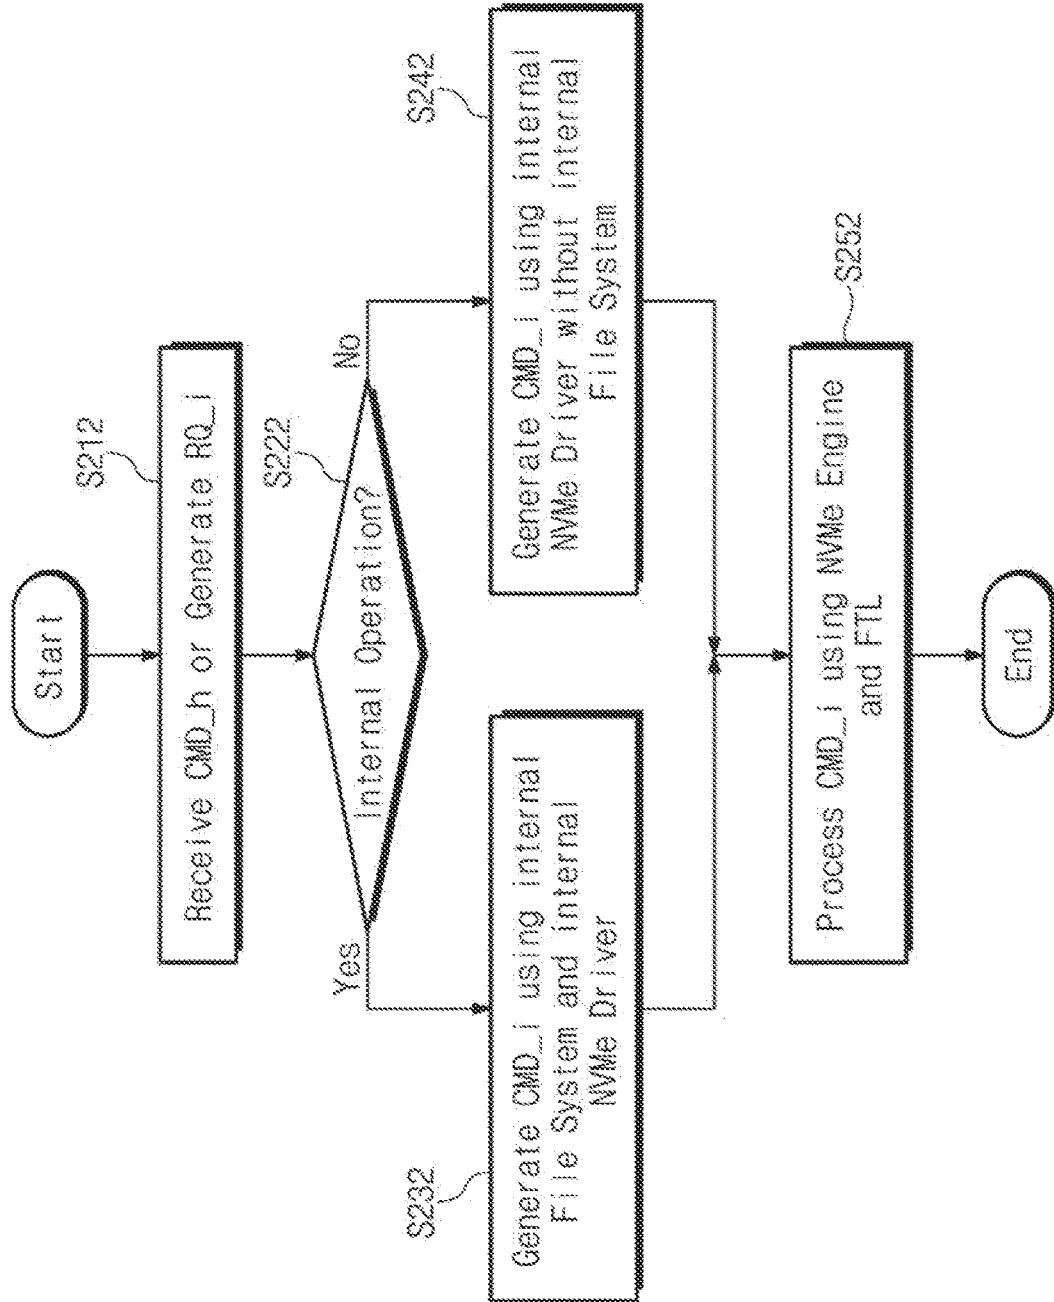 Start
S212
Receive CMD_h or Generate RQ_i
S222
Internal Operation?
Yes
No
S232
Generate CMD_i using internal
File System and internal
NVMe Driver
S242
Generate CMD_i using internal
NVMe Driver without internal
File System
S252
Process CMD_i using NVMe Engine
and FTL
End